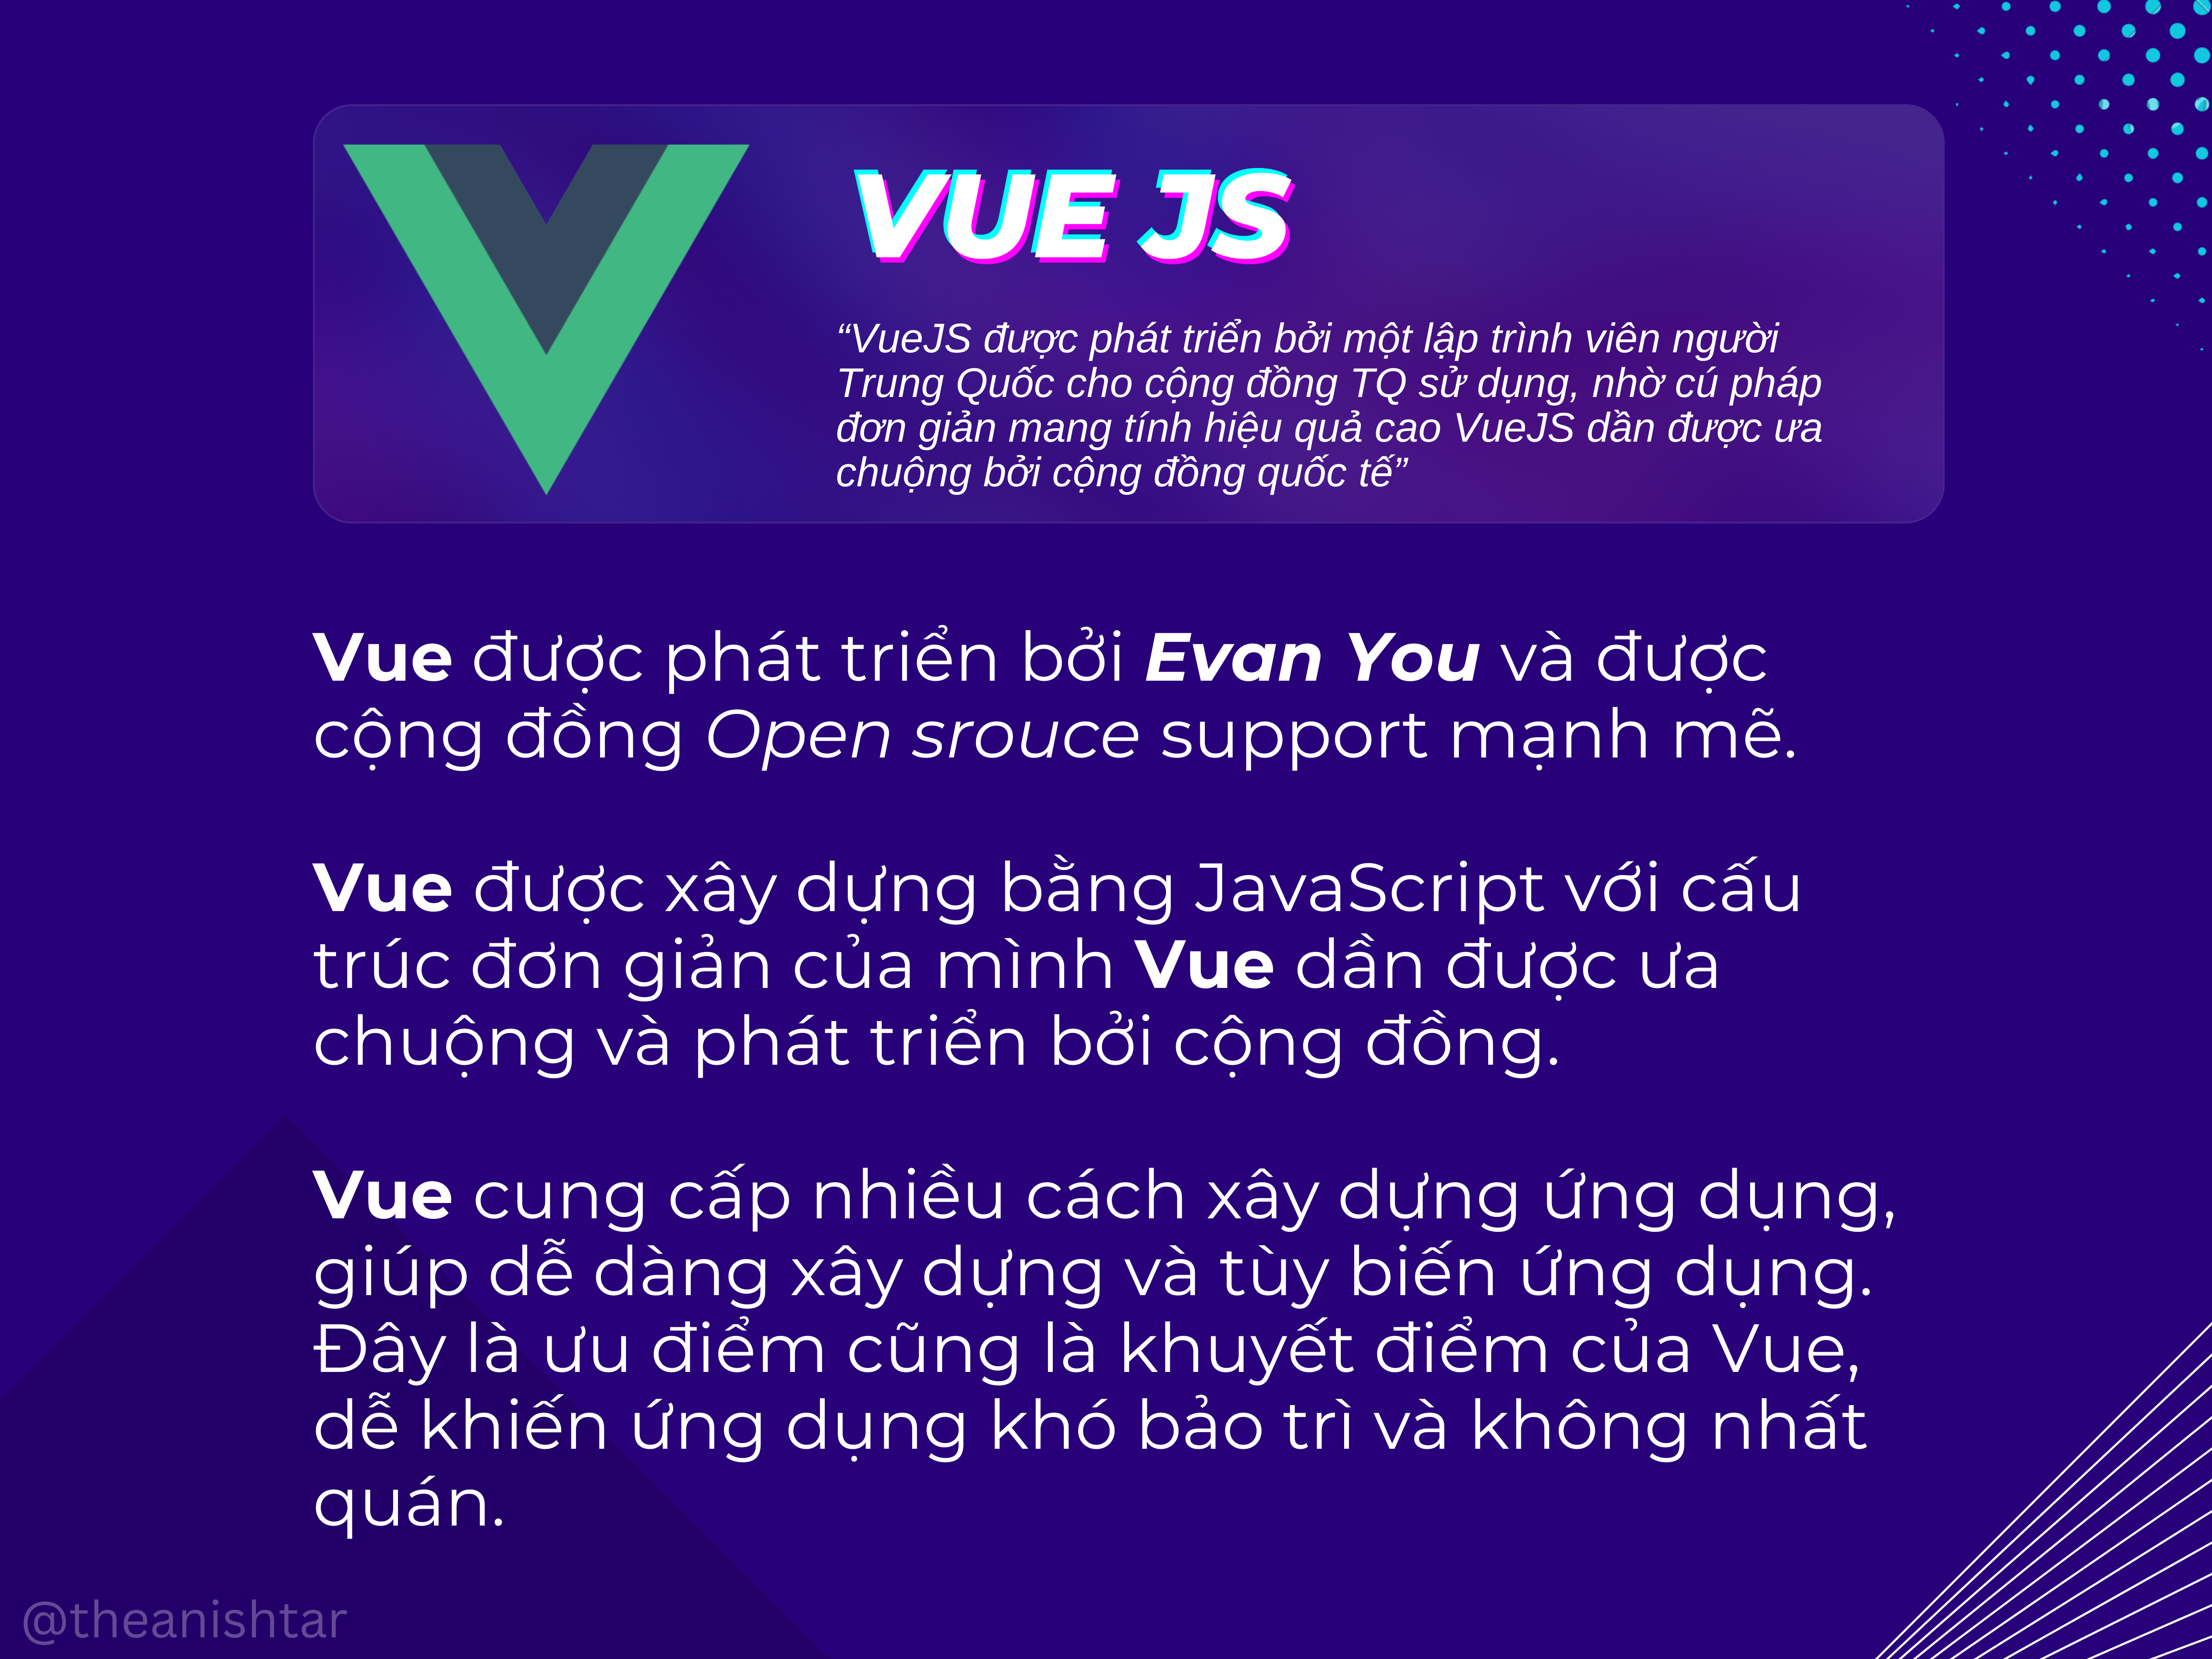 VUE JS
“VueJS được phát triển bởi một lập trình viên người
Trung Quốc cho cộng đồng TQ sử dụng, nhờ cú pháp
đơn giản mang tính hiệu quả cao VueJS dần được ưa
chuộng bởi cộng đồng quốc tế”
Vue được phát triển bởi Evan You và được
cộng đồng Open srouce support mạnh mẽ.
Vue được xây dựng bằng JavaScript với cấu
trúc đơn giản của mình Vue dần được ưa
chuộng và phát triển bởi cộng đồng.
Vue cung cấp nhiều cách xây dựng ứng dụng,
giúp dễ dàng xây dựng và tùy biến ứng dụng.
Đây là ưu điểm cũng là khuyết điểm của Vue,
dễ khiến ứng dụng khó bảo trì và không nhất
quán.
@theanishtar